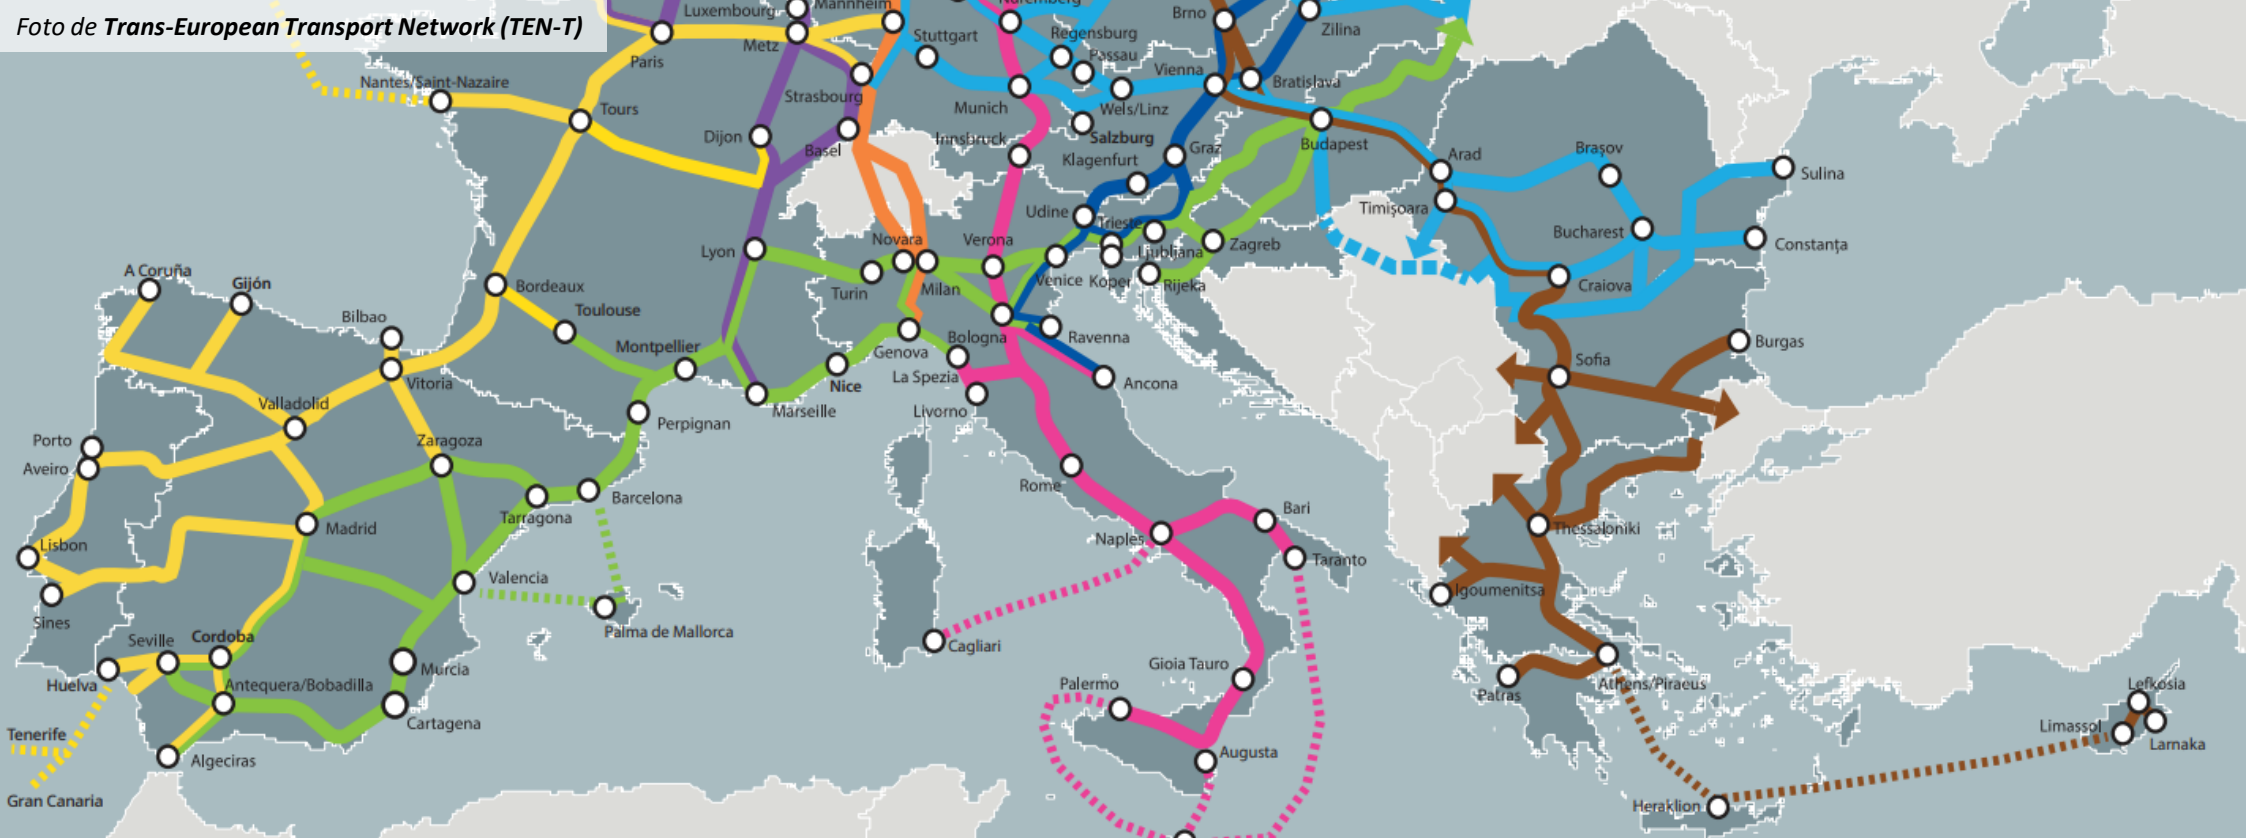 Foto de Trans-European Transport Network (TEN-T)
Luxembourg
Mannheim
Nuremberg
Brno
Zilina
Metz
Paris
Stuttgart
Regensburg
Passau
Vienna
Bratislava
Nantes/Saint-Nazaire
Strasbourg
Munich
Wels/Linz
Tours
Dijon
Basel
Innsbruck
Salzburg
Klagenfurt
Graz
Budapest
Arad
Braşov
Sulina
Timişoara
Udine
Trieste
Lyon
Novara
Verona
Ljubliana
Zagreb
Bucharest
Constanţa
A Coruña
Gijón
Bordeaux
Turin
Milan
Venice
Koper
Rijeka
Craiova
Bilbao
Toulouse
Montpellier
Genova
Bologna
Ravenna
Sofia
Burgas
Vitoria
Nice
La Spezia
Ancona
Valladolid
Marseille
Livorno
Perpignan
Porto
Zaragoza
Aveiro
Rome
Barcelona
Tarragona
Bari
Madrid
Thessaloniki
Lisbon
Naples
Taranto
Valencia
Igoumenitsa
Sines
Palma de Mallorca
Seville
Cordoba
Cagliari
Murcia
Gioia Tauro
Huelva
Antequera/Bobadilla
Palermo
Patras
Athens/Piraeus
Lefkosia
Cartagena
Limassol
Larnaka
Tenerife
Algeciras
Augusta
Gran Canaria
Heraklion